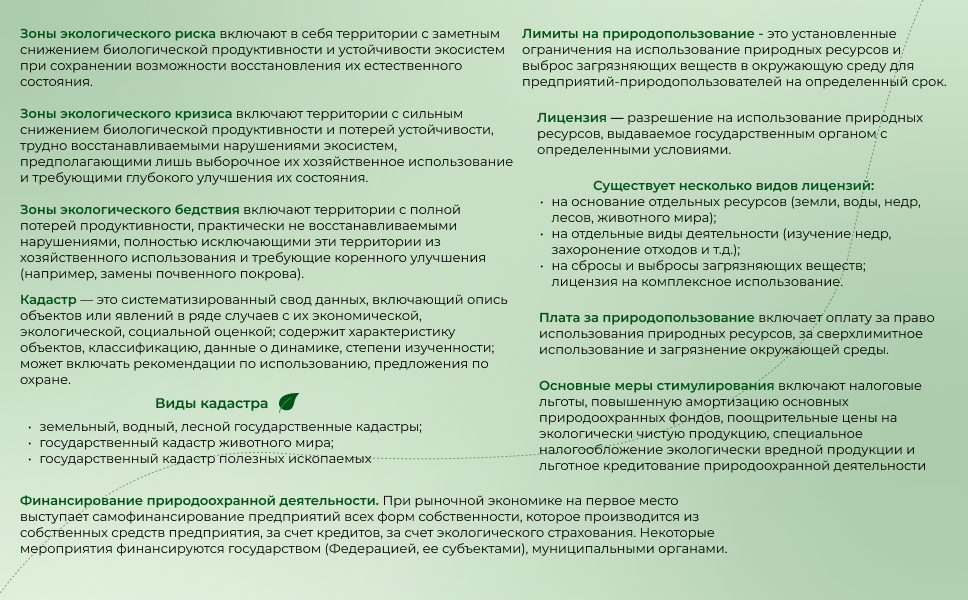 Зоны экологического риска включают в себя территории с заметным
снижением биологической продуктивности и устойчивости экосистем
при сохранении возможности восстановления их естественного
состояния.
Зоны экологического кризиса включают территории с сильным
снижением биологической продуктивности и потерей устойчивости,
трудно восстанавливаемыми нарушениями экосистем,
предполагающими лишь выборочное их хозяйственное использование
и требующими глубокого улучшения их состояния.
Зоны экологического бедствия включают территории с полной
потерей продуктивности, практически не восстанавливаемыми
нарушениями, полностью исключающими эти территории из
хозяйственного использования и требующие коренного улучшения
(например, замены почвенного покрова).
Кадастр — это систематизированный свод данных, включающий опись
объектов или явлений в ряде случаев с их экономической,
экологической, социальной оценкой; содержит характеристику
объектов, классификацию, данные о динамике, степени изученности;
может включать рекомендации по использованию, предложения по
охране.
Виды кадастра
· земельный, водный, лесной государственные кадастры;
· государственный кадастр животного мира;
· государственный кадастр полезных ископаемых
Лимиты на природопользование - это установленные
ограничения на использование природных ресурсов и
выброс загрязняющих веществ в окружающую среду для
предприятий-природопользователей на определенный срок.
Лицензия — разрешение на использование природных
ресурсов, выдаваемое государственным органом с
определенными условиями.
Существует несколько видов лицензий:
· на основание отдельных ресурсов (земли, воды, недр,
лесов, животного мира);
· на отдельные виды деятельности (изучение недр,
захоронение отходов и т.д.);
· на сбросы и выбросы загрязняющих веществ;
лицензия на комплексное использование.
Плата за природопользование включает оплату за право
использования природных ресурсов, за сверхлимитное
использование и загрязнение окружающей среды.
Основные меры стимулирования включают налоговые
льготы, повышенную амортизацию основных
природоохранных фондов, поощрительные цены на
экологически чистую продукцию, специальное
налогообложение экологически вредной продукции и
льготное кредитование природоохранной деятельности
Финансирование природоохранной деятельности. При рыночной экономике на первое место
выступает самофинансирование предприятий всех форм собственности, которое производится из
собственных средств предприятия, за счет кредитов, за счет экологического страхования. Некоторые
мероприятия финансируются государством (Федерацией, ее субъектами), муниципальными органами.